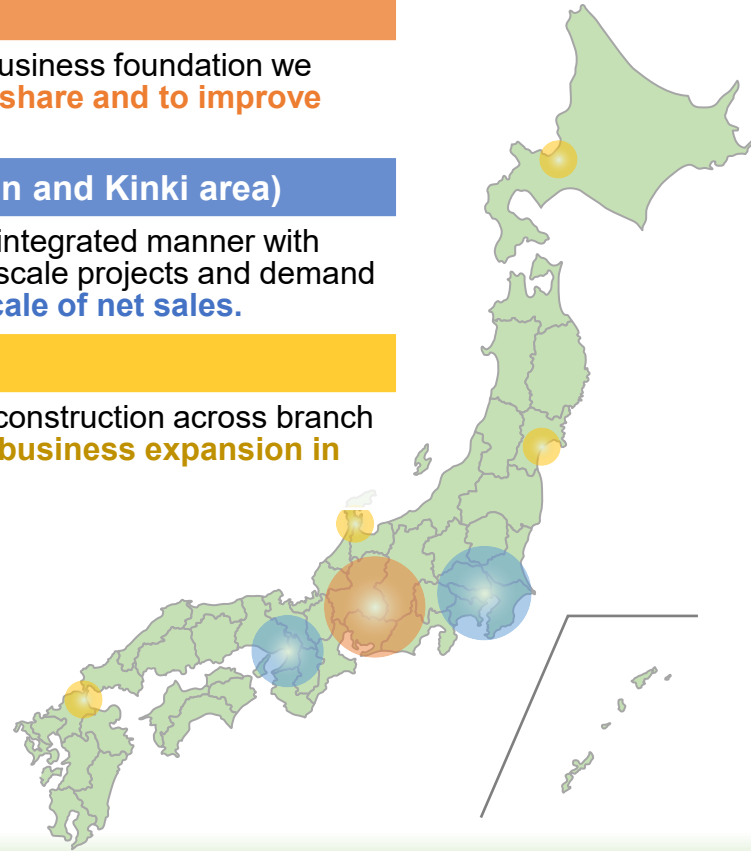 usiness foundation we
share and to improve
n and Kinki area)
integrated manner with
scale projects and demand
cale of net sales.
construction across branch
business expansion in